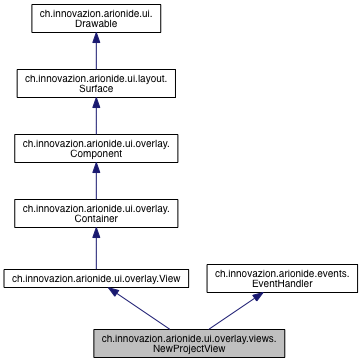 ch.innovazion.arionide.ui.
Drawable
ch.innovazion.arionide.ui.layout.
Surface
ch.innovazion.arionide.ui.overlay.
Component
ch.innovazion.arionide.ui.overlay.
Container
ch.innovazion.arionide.ui.overlay.View
ch.innovazion.arionide.events.
EventHandler
ch.innovazion.arionide.ui.overlay.views.
NewProjectView